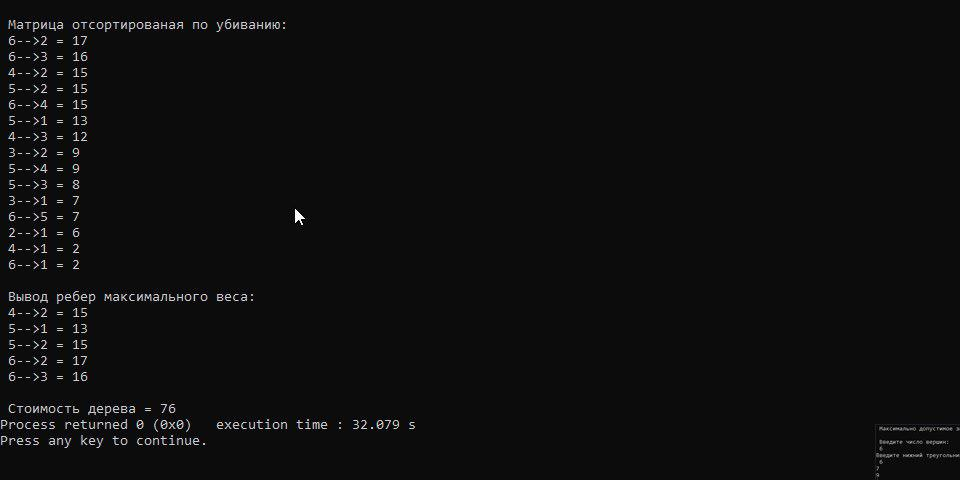 Матрица отсортированая по убиванию:
6-->2 = 17
6-->3 = 16
4-->2 = 15
5-->2 = 15
6-->4 = 15
5-->1 = 13
4-->3 = 12
3-->2 = 9
5-->4 = 9
5-->3 = 8
3-->1 = 7
6-->5 = 7
2-->1 = 6
4-->1 = 2
6-->1 = 2
Вывод ребер максимального веса:
4-->2 = 15
5-->1 = 13
5-->2 = 15
6-->2 = 17
6-->3 = 16
Стоимость дерева = 76
Process returned 0 (0x0)   execution time : 32.079 s
Press any key to continue.
Максимально допустимое
Введите число вершин:
6
Введите нижний
6
7
9